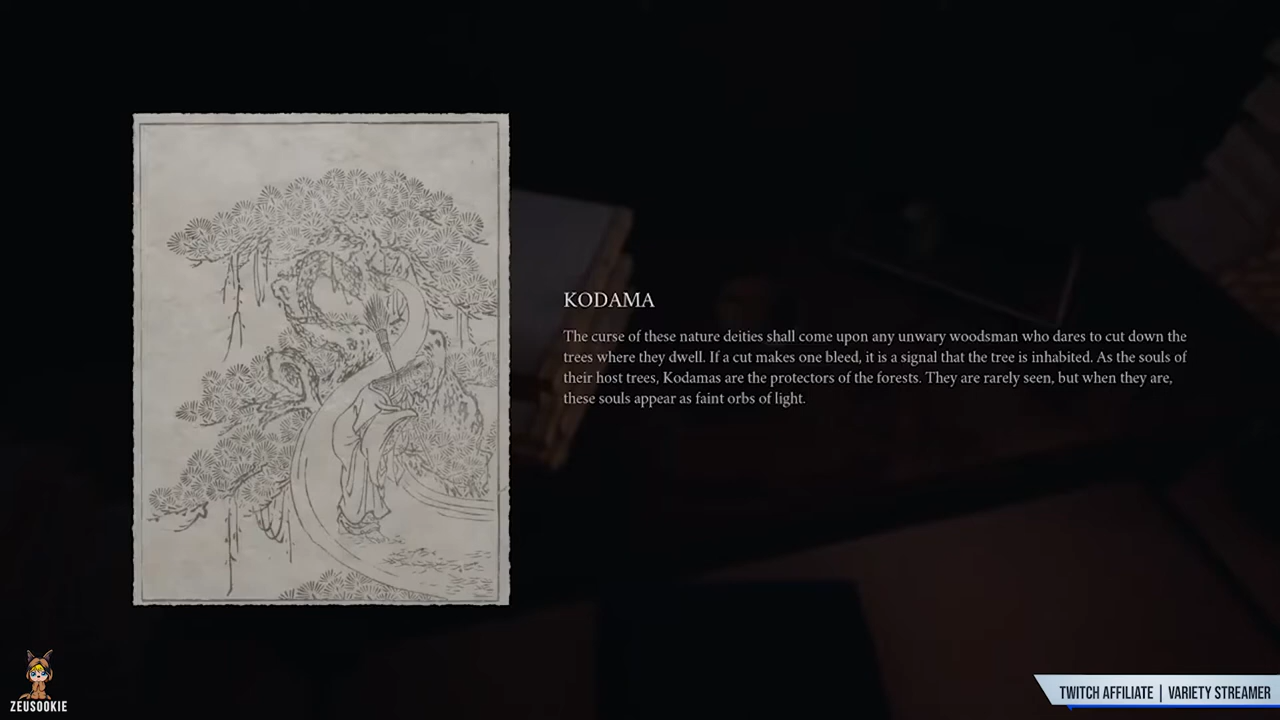 KODAMA
The curse of these nature deities shall come upon any unwary woodsman who dares to cut down the
trees where they dwell. If a cut makes one bleed, it is a signal that the tree is inhabited. As the souls of
their host trees, Kodamas are the protectors of the forests. They are rarely seen, but when they are,
these souls appear as faint orbs of light.
ZEUSOOKIE
TWITCH AFFILIATE | VARIETY STREAMER